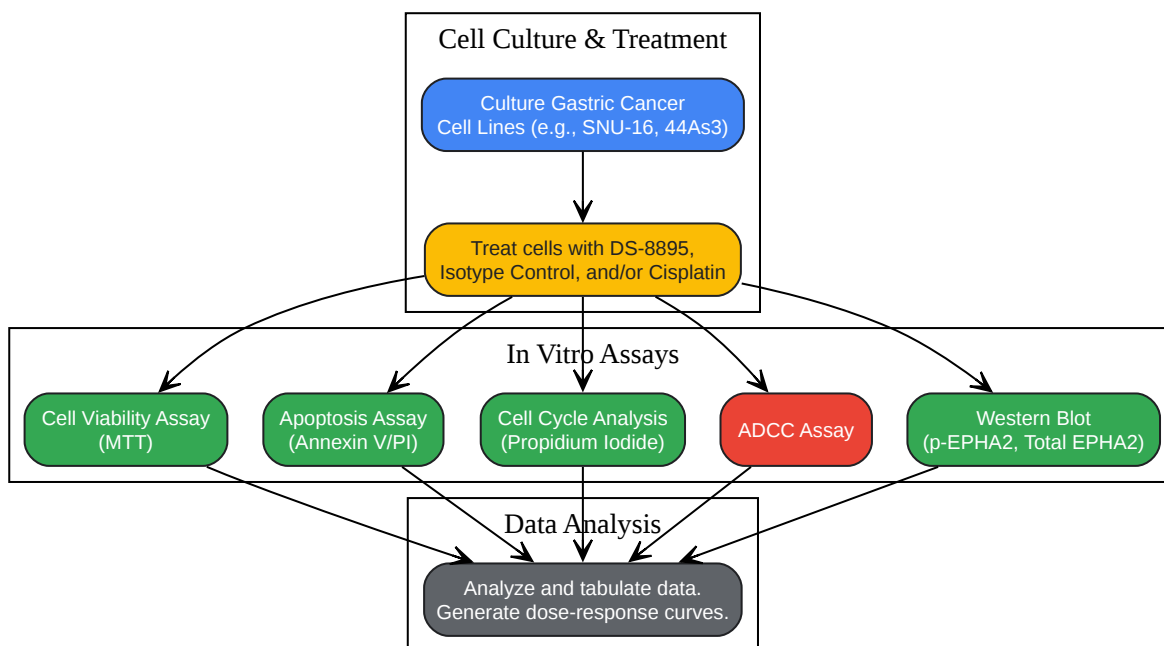 Cell Culture & Treatment
Culture Gastric Cancer
Cell Lines (e.g., SNU-16, 44As3)
Treat cells with DS-8895,
Isotype Control, and/or Cisplatin
In Vitro Assays
Cell Viability Assay
(MTT)
Apoptosis Assay
(Annexin V/PI)
Cell Cycle Analysis
(Propidium Iodide)
ADCC Assay
Western Blot
(p-EPHA2, Total EPHA2)
Data Analysis
Analyze and tabulate data.
Generate dose-response curves.